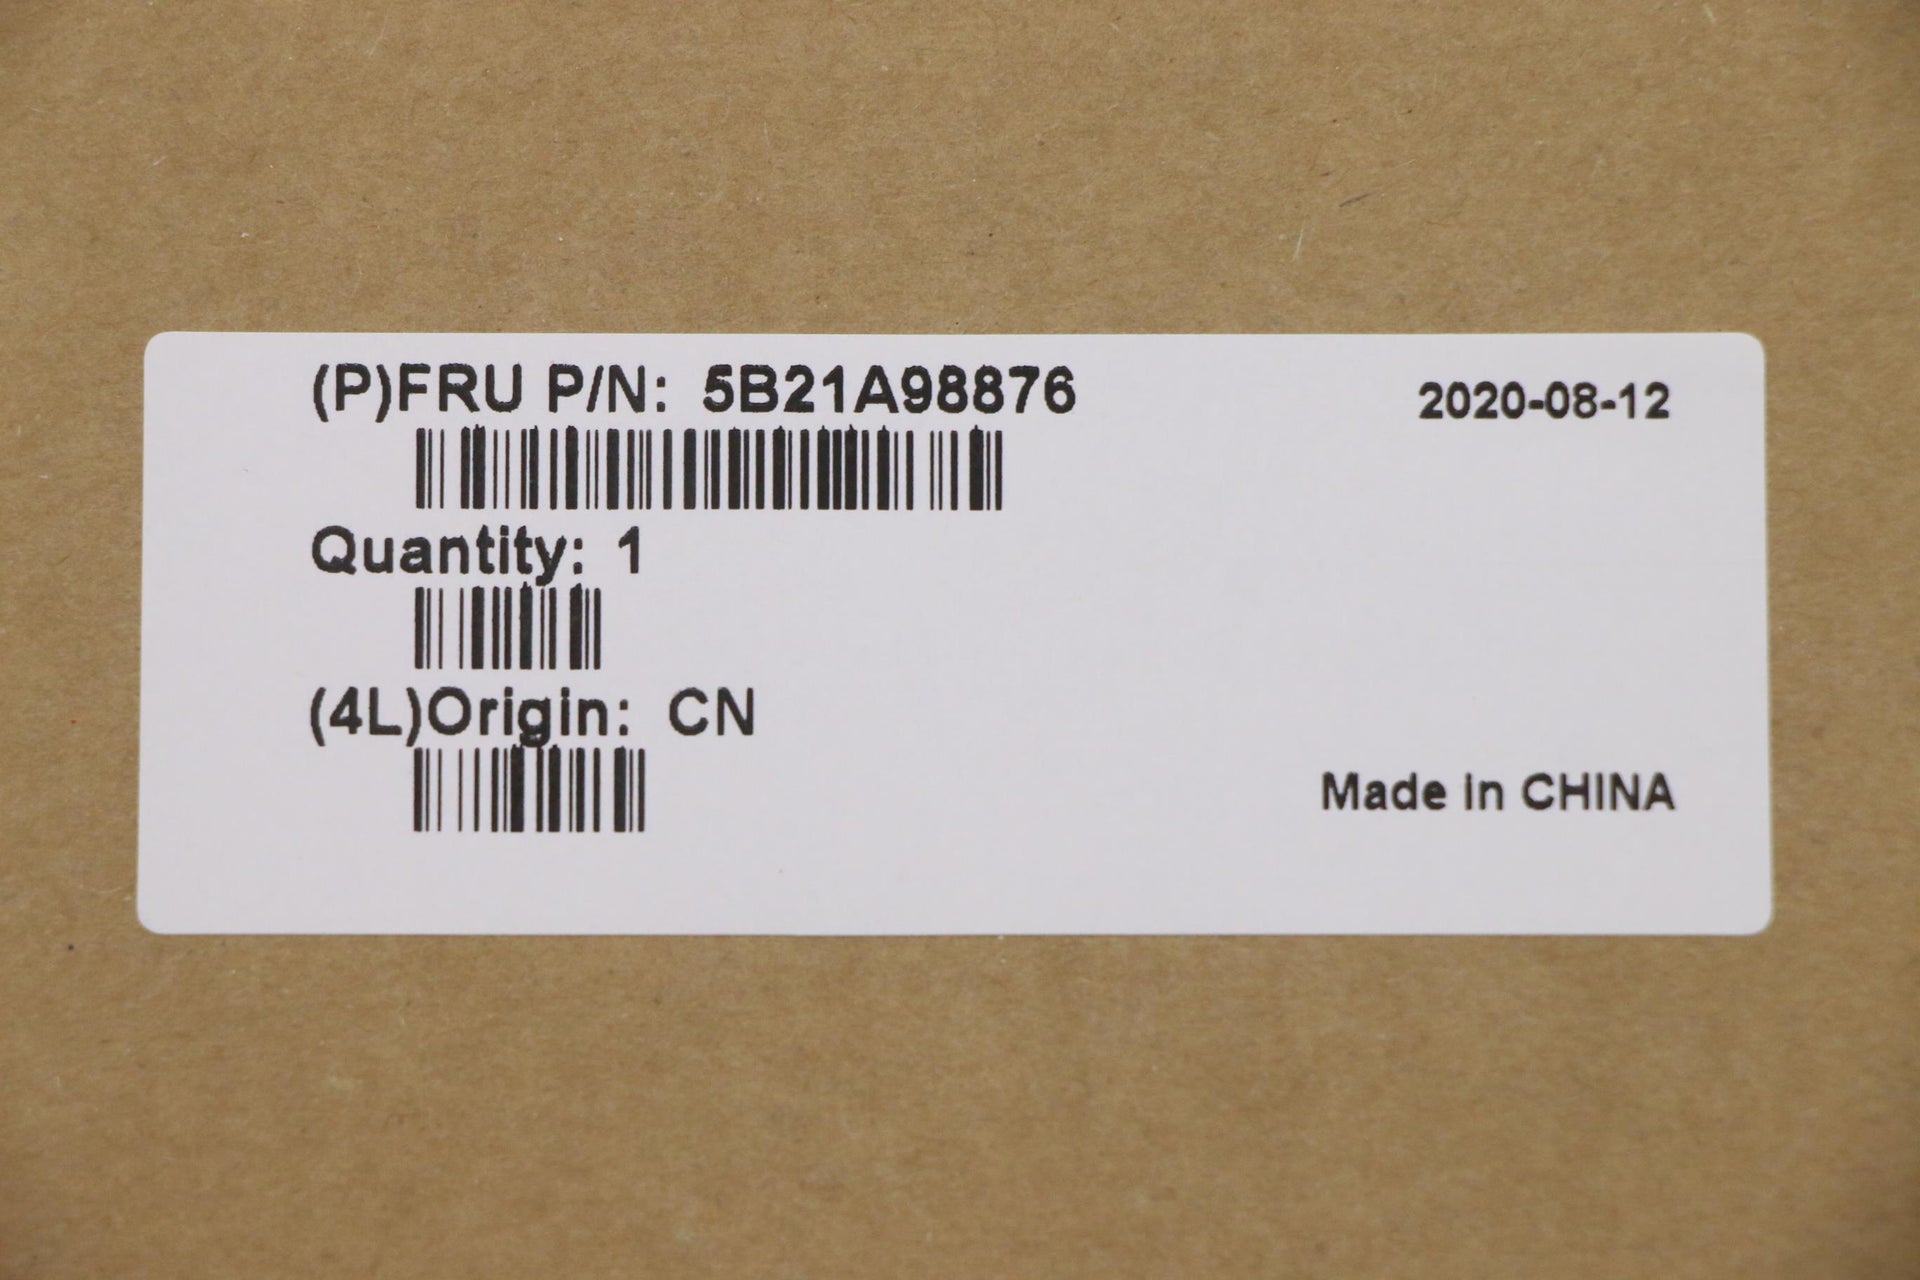 (P)FRU P/N: 5B21A98876
2020-08-12
Quantity: 1
(4L)Origin: CN
Made in CHINA